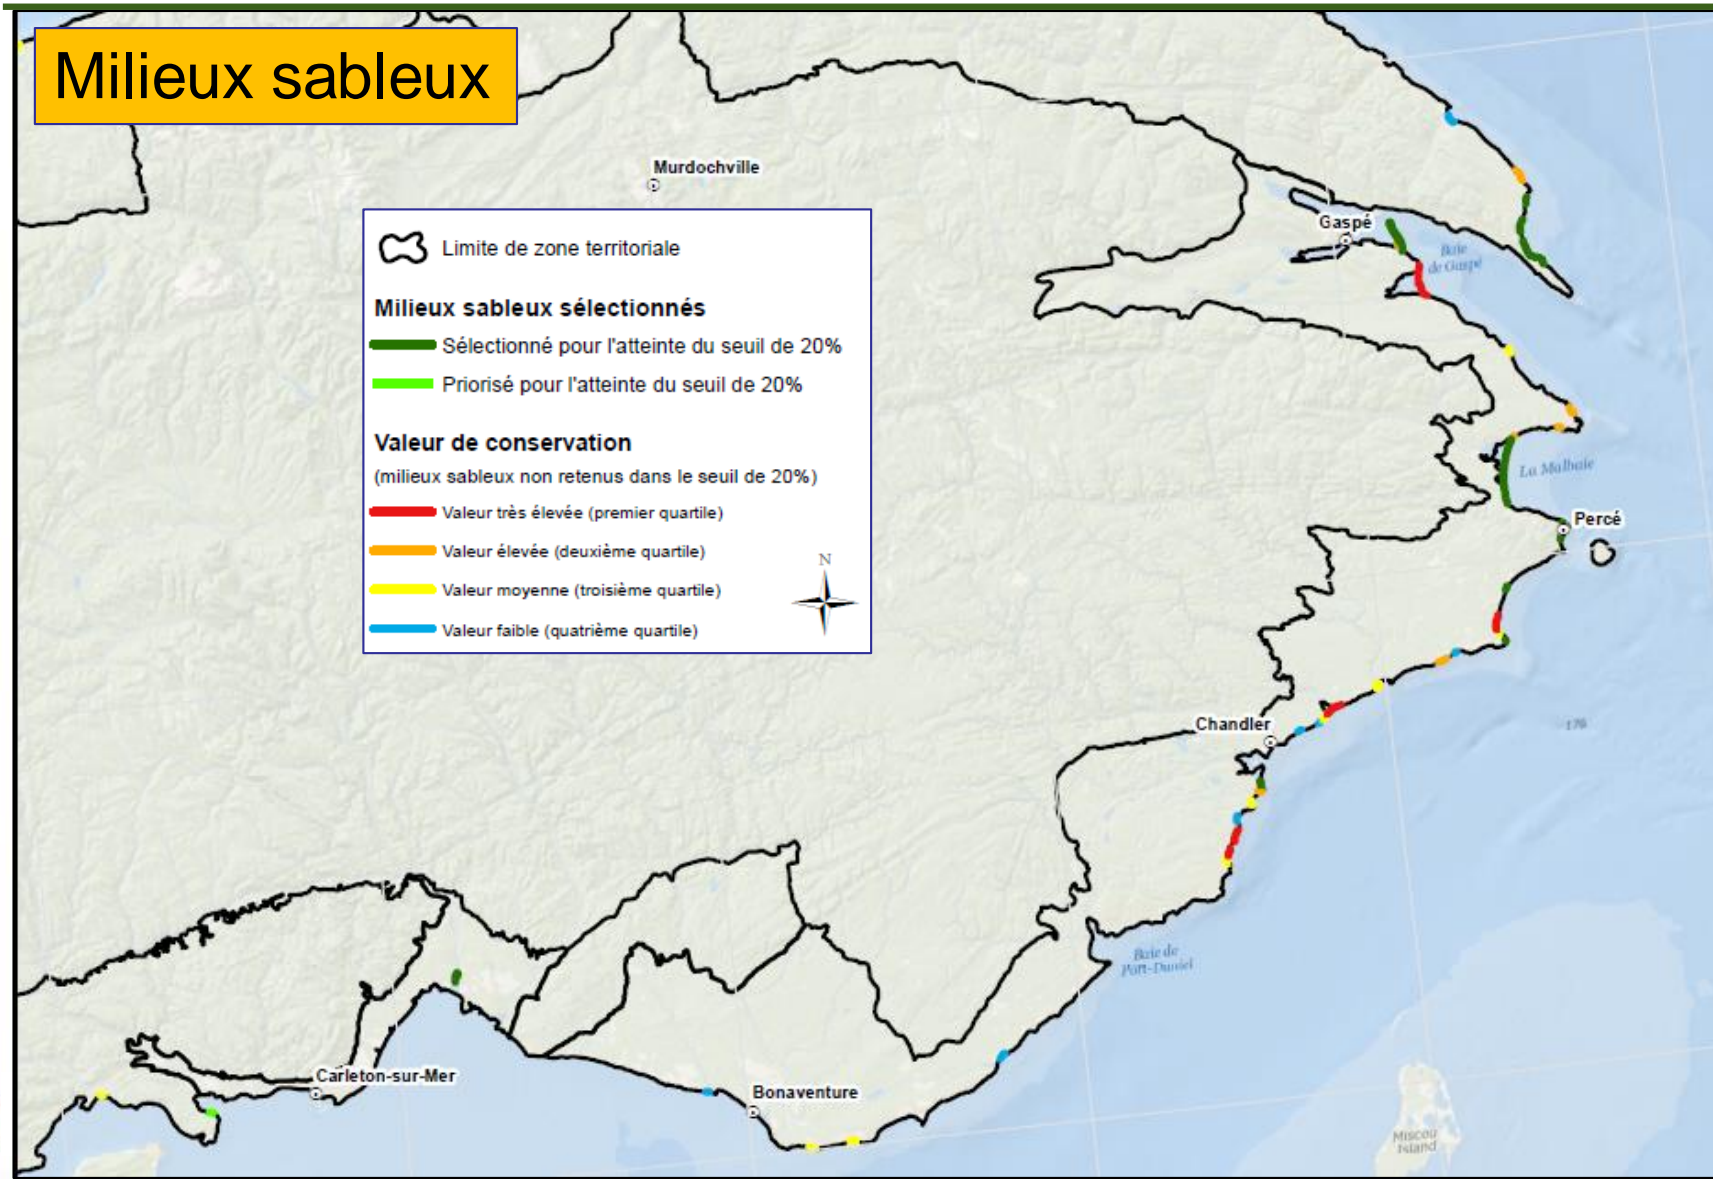 Milieux sableux
Murdochville
Gaspé
Baie
de Gaspé
Limite de zone territoriale
Milieux sableux sélectionnés
Sélectionné pour l'atteinte du seuil de 20%
Priorisé pour l'atteinte du seuil de 20%
Valeur de conservation
(milieux sableux non retenus dans le seuil de 20%)
Valeur très élevée (premier quartile)
Valeur élevée (deuxième quartile)
Valeur moyenne (troisième quartile)
Valeur faible (quatrième quartile)
N
La Malbaie
Percé
Chandler
176
Baie de
Port-Daniel
Carleton-sur-Mer
Bonaventure
Miscou
Island